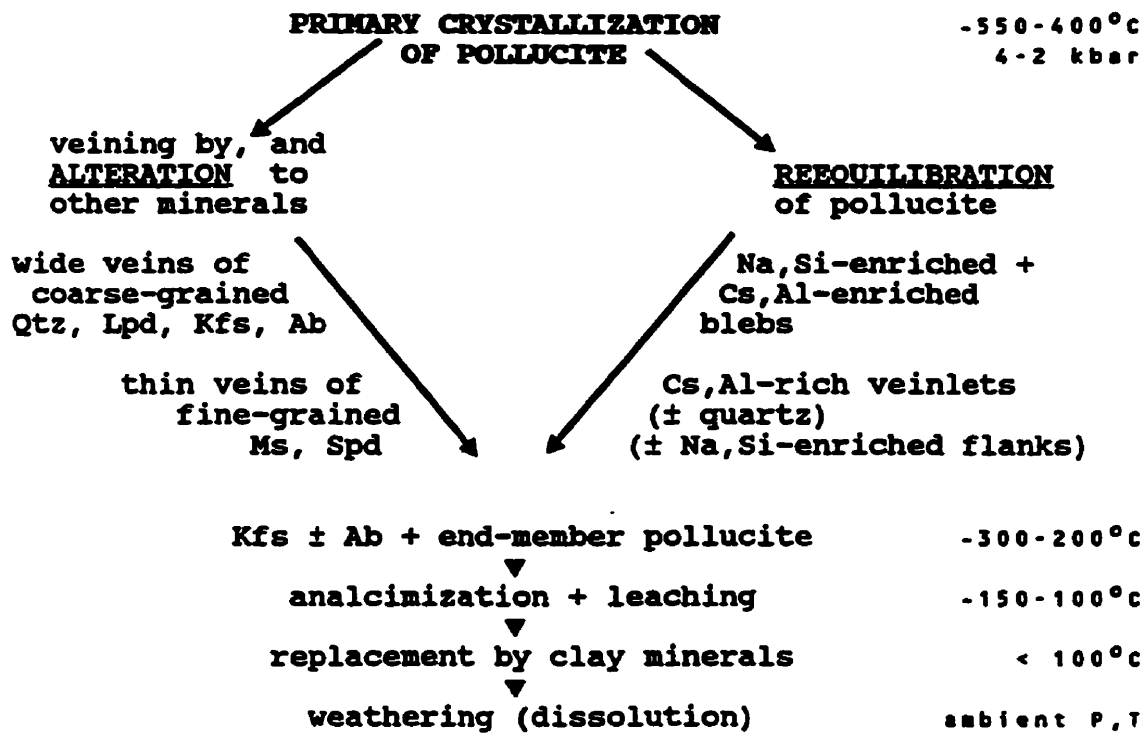 PRIMARY CRYSTALLIZATION
OF POLLUCITE
~550-400°C
4-2 kbar
veining by, and
ALTERATION to
other minerals
REEQUILIBRATION
of pollucite
wide veins of
coarse-grained
Qtz, Lpd, Kfs, Ab
Na,Si-enriched +
Cs,Al-enriched
blebs
thin veins of
fine-grained
Ms, Spd
Cs,Al-rich veinlets
(± quartz)
(± Na,Si-enriched flanks)
Kfs ± Ab + end-member pollucite
~300-200°C
analcimization + leaching
~150-100°C
replacement by clay minerals
< 100°C
weathering (dissolution)
ambient P,T